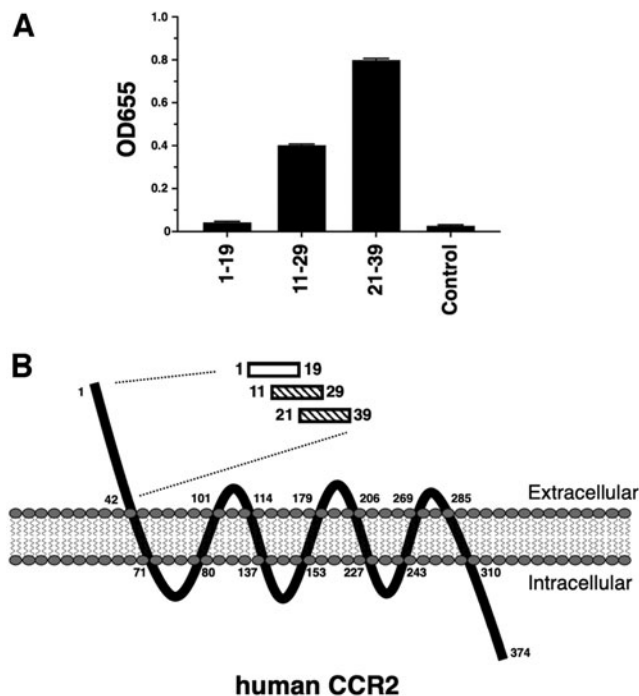 A
OD655
1.0
0.8
0.6
0.4
0.2
0
1-19
11-29
21-39
Control
B
1 19
11 29
21 39
1
42 101 114 179 206 269 285 Extracellular
71 80 137 153 227 243 310 Intracellular
374
human CCR2